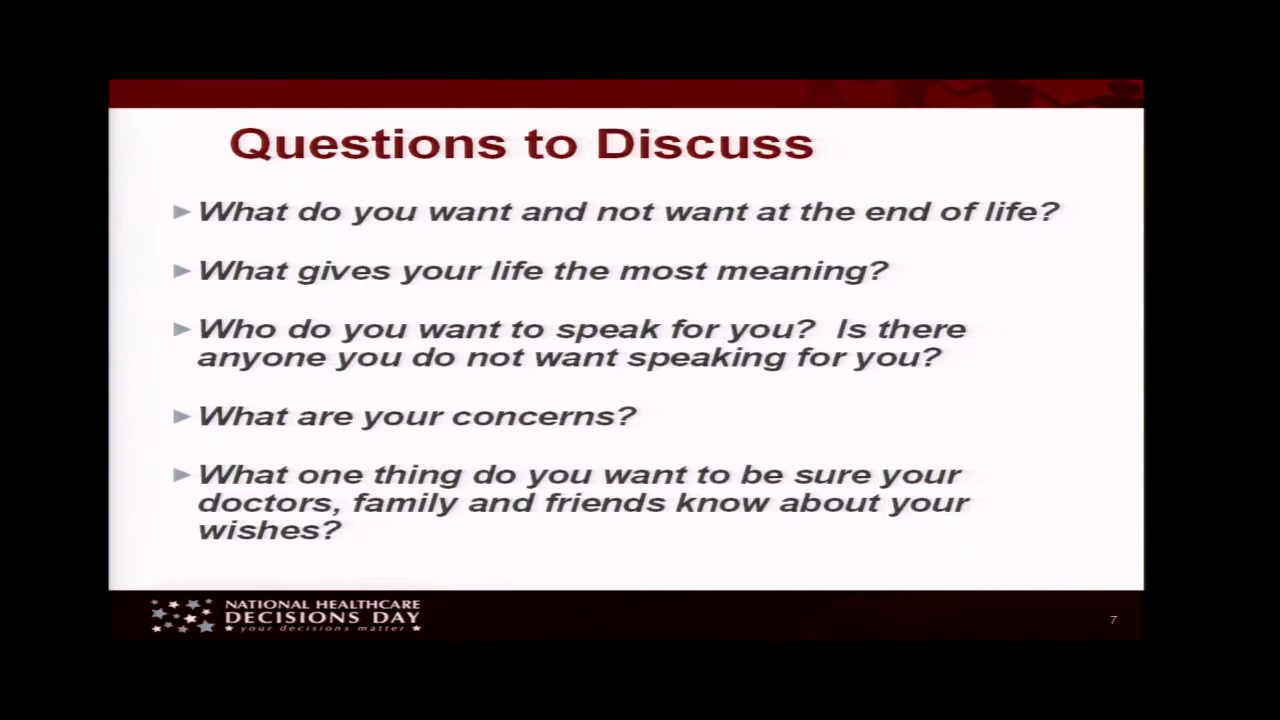 Questions to Discuss
What do you want and not want at the end of life?
What gives your life the most meaning?
Who do you want to speak for you?  Is there
anyone you do not want speaking for you?
What are your concerns?
What one thing do you want to be sure your
doctors, family and friends know about your
wishes?
NATIONAL HEALTHCARE
DECISIONS DAY
your decisions matter
7